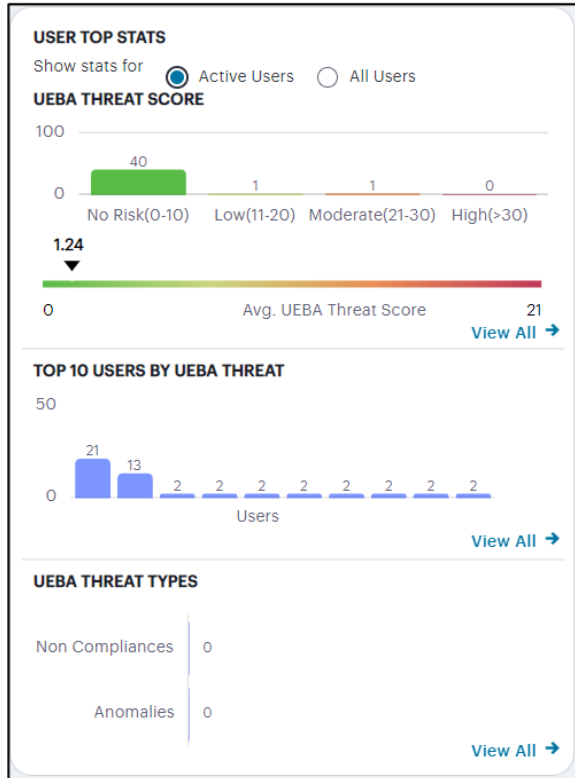 USER TOP STATS
Show stats for Active Users All Users
UEBA THREAT SCORE
100
40 1 1 0
0
No Risk(0-10) Low(11-20) Moderate(21-30) High(>30)
1.24
0 Avg. UEBA Threat Score 21
View All →
TOP 10 USERS BY UEBA THREAT
50
21 13 2 2 2 2 2 2 2 2
0
Users
View All →
UEBA THREAT TYPES
Non Compliances 0
Anomalies 0
View All →